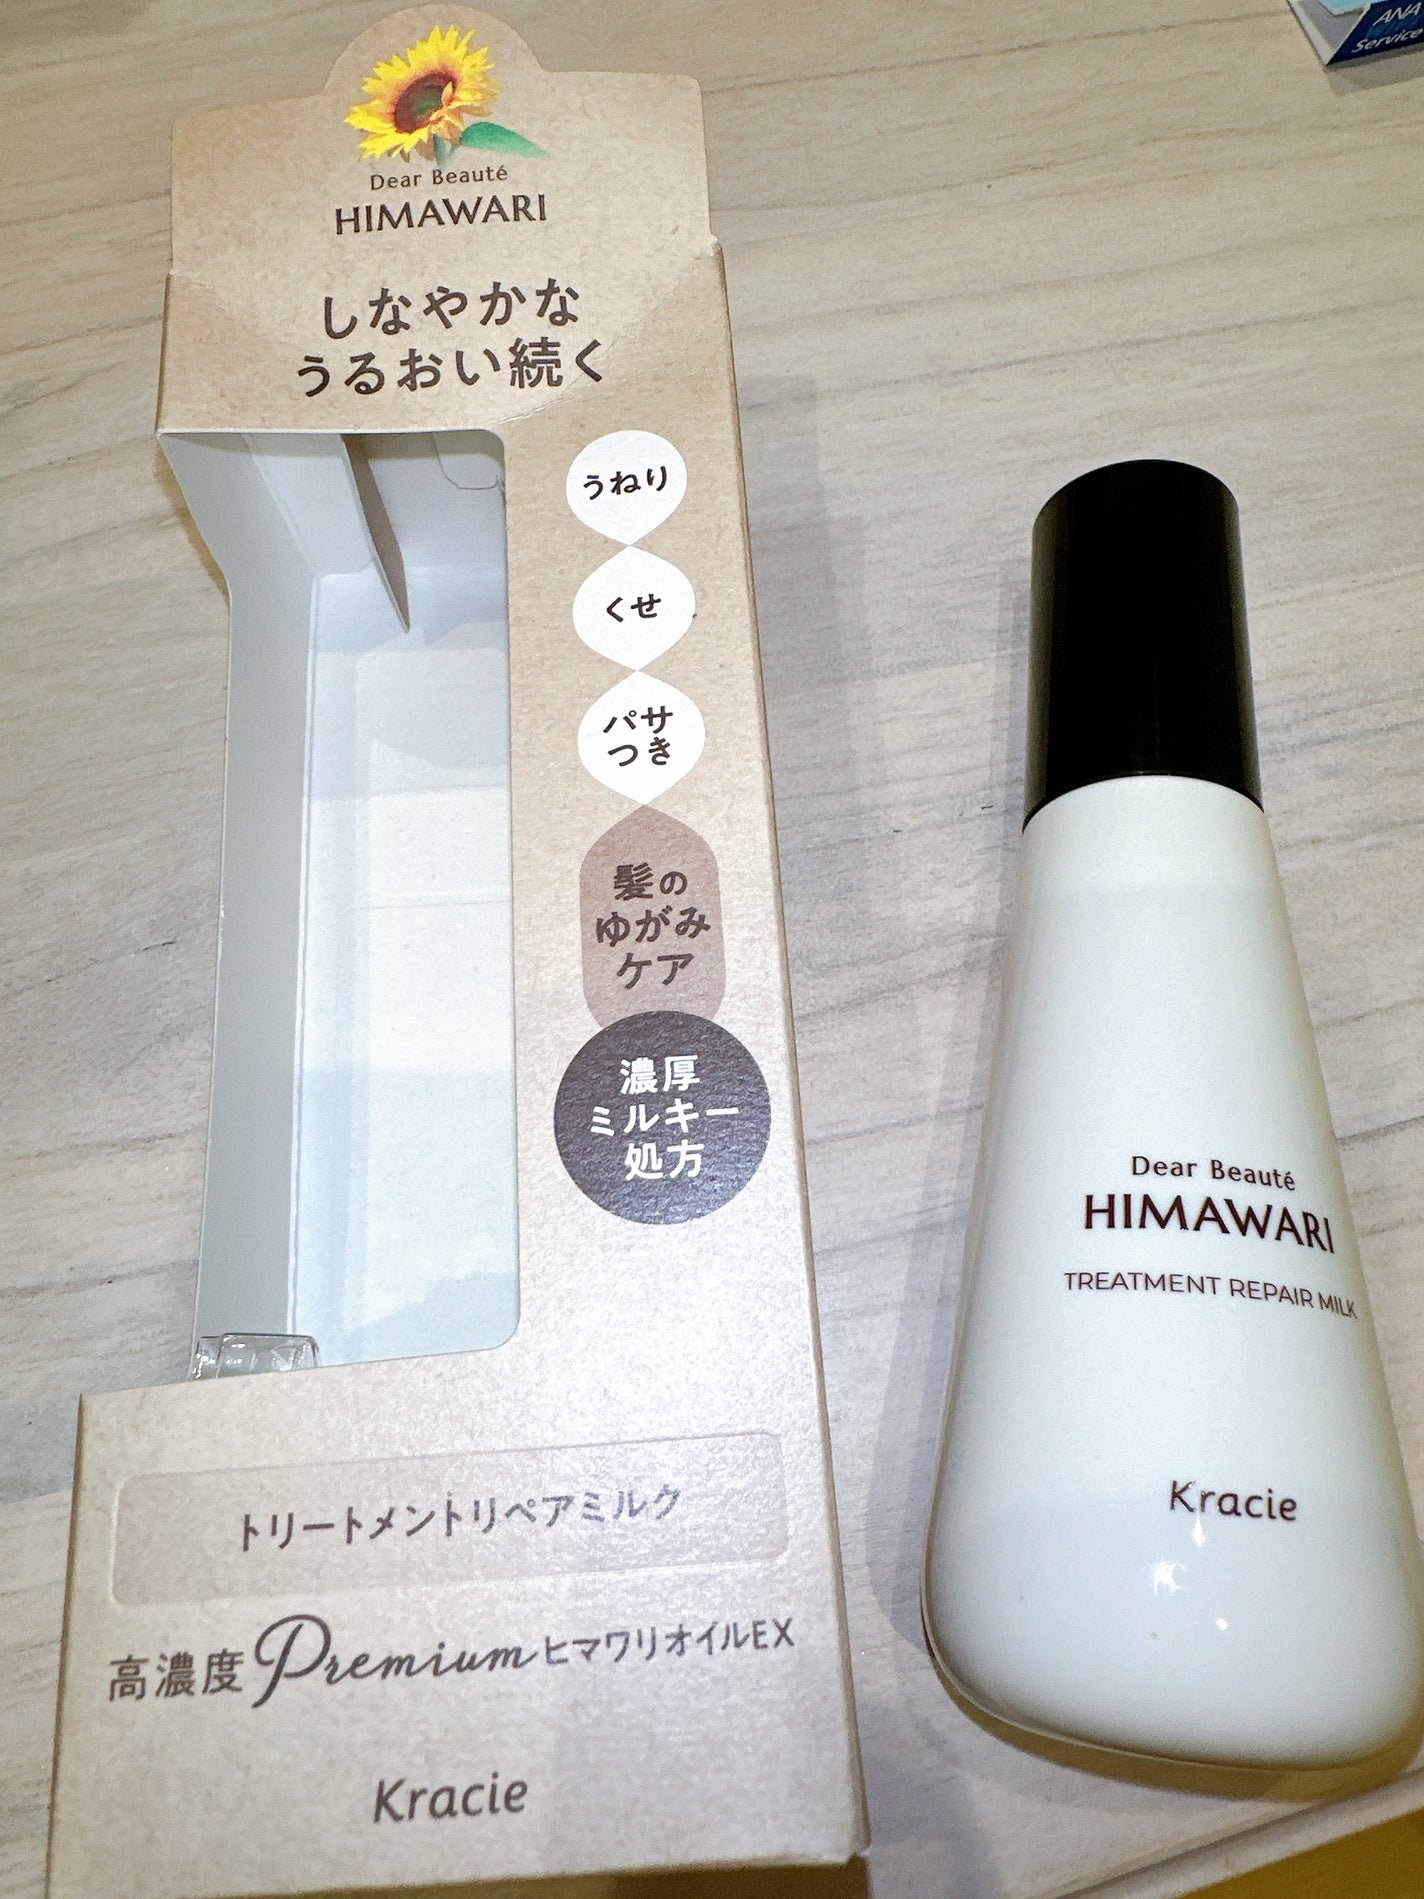 Dear Beauté
HIMAWARI
しなやかな
うるおい続く
うねり
くせ
パサ
つき
髪の
ゆがみ
ケア
濃厚
ミルキー
処方
トリートメントリペアミルク
高濃度PremiumヒマワリオイルEX
Kracie
Dear Beauté
HIMAWARI
TREATMENT REPAIR MILK
Kracie
ANA
Service